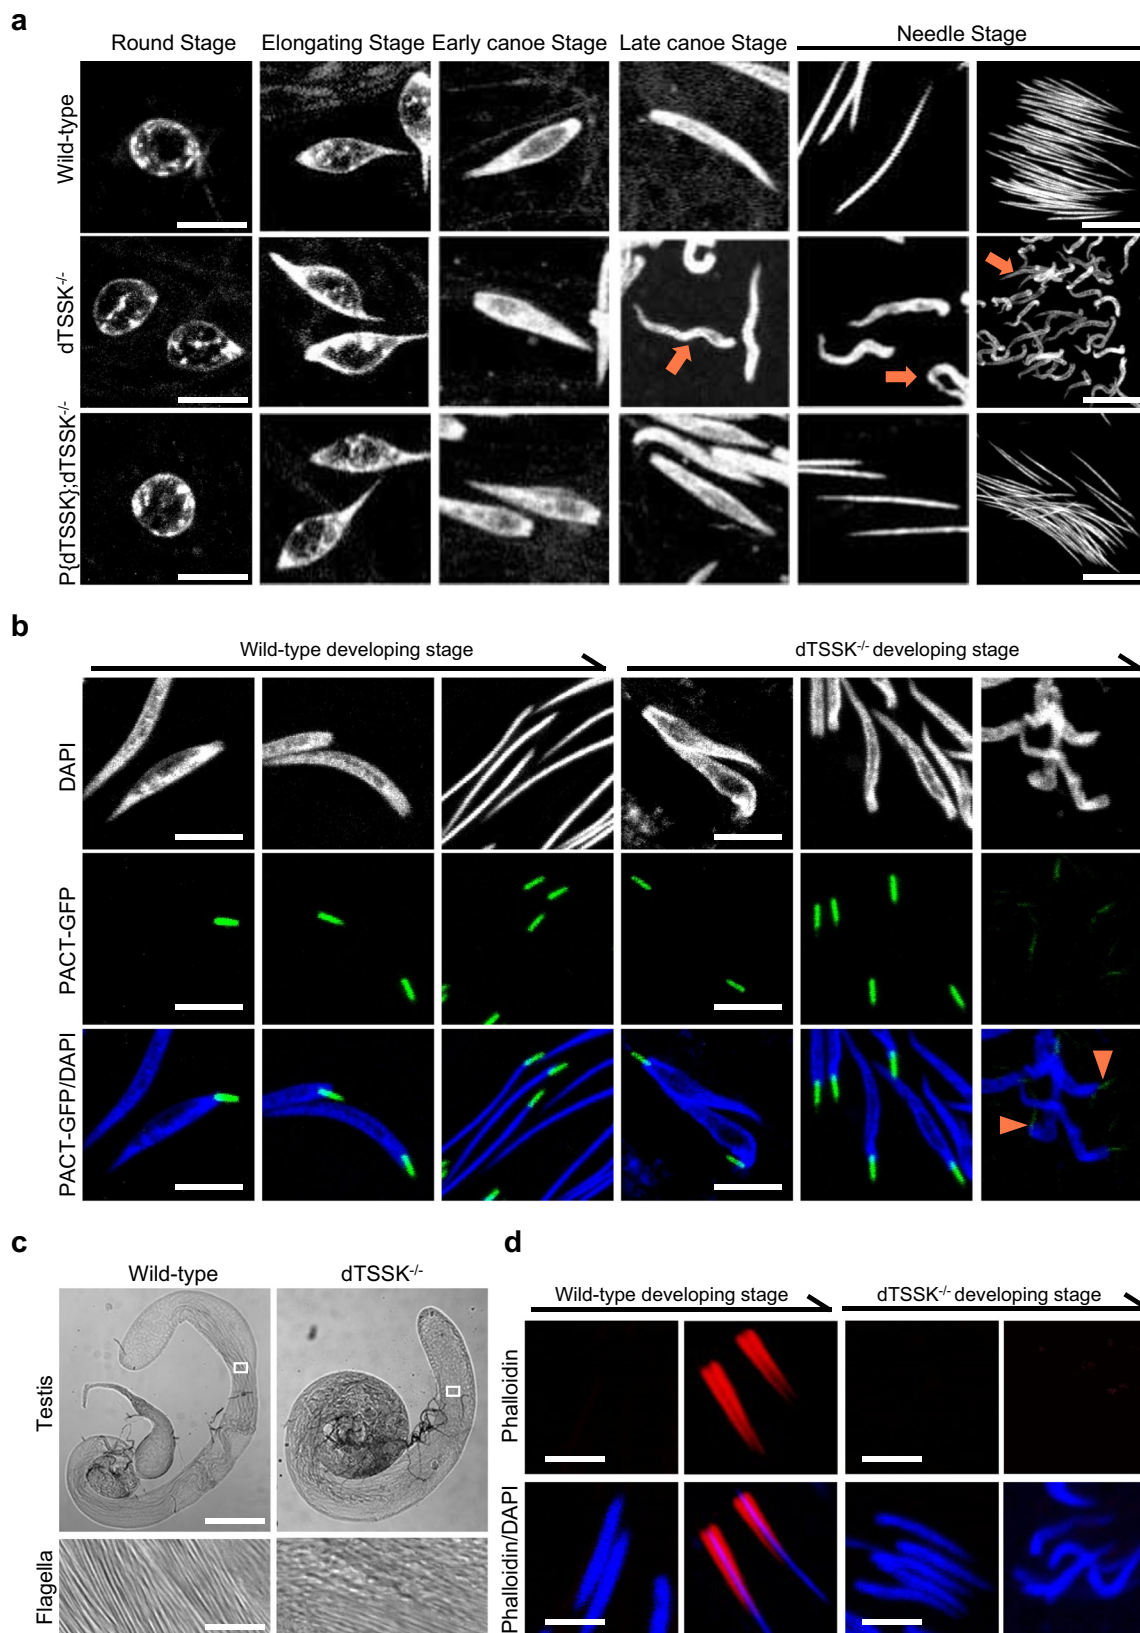 a
Round Stage
Elongating Stage
Early canoe Stage
Late canoe Stage
Needle Stage
Wild-type
dTSSK-/-
P{dTSSK};dTSSK-/-
b
Wild-type developing stage
dTSSK-/- developing stage
DAPI
PACT-GFP
PACT-GFP/DAPI
c
Wild-type
dTSSK-/-
Testis
Flagella
d
Wild-type developing stage
dTSSK-/- developing stage
Phalloidin
Phalloidin/DAPI